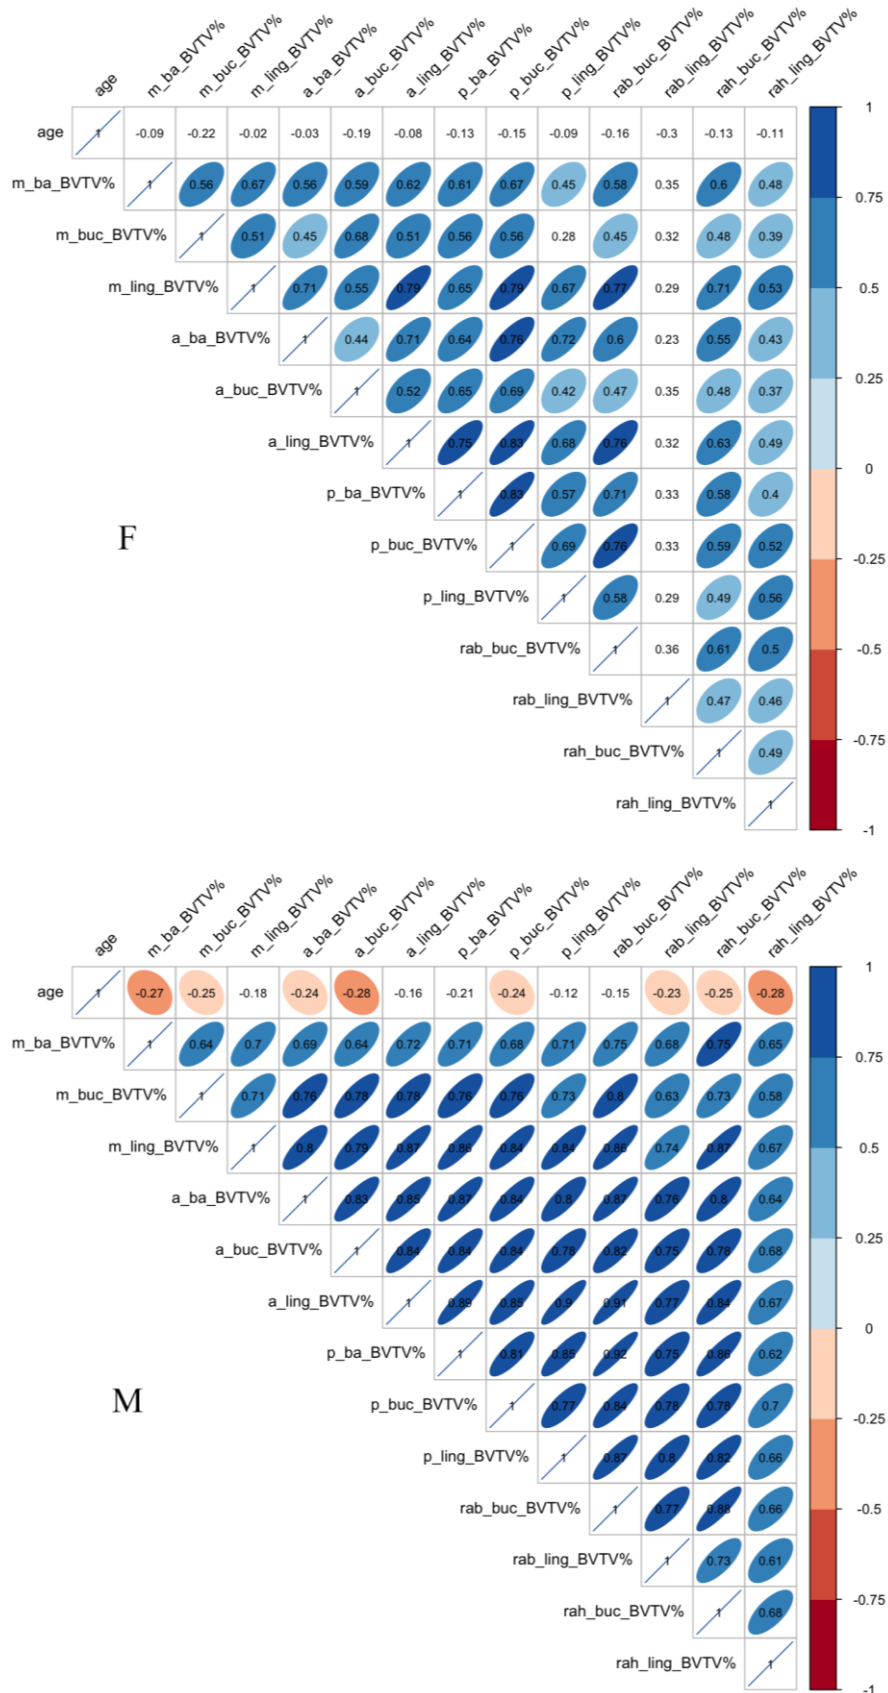 age m_ba_BVTV% m_buc_BVTV% m_ling_BVTV% a_ba_BVTV% a_buc_BVTV% a_ling_BVTV% p_ba_BVTV% p_buc_BVTV% p_ling_BVTV% rab_buc_BVTV% rab_ling_BVTV% rah_buc_BVTV% rah_ling_BVTV%
age 1 -0.09 -0.22 -0.02 -0.03 -0.19 -0.08 -0.13 -0.15 -0.09 -0.16 -0.3 -0.13 -0.11
m_ba_BVTV% 1 0.56 0.67 0.56 0.59 0.62 0.61 0.67 0.45 0.58 0.35 0.6 0.48
m_buc_BVTV% 1 0.51 0.45 0.68 0.51 0.56 0.56 0.28 0.45 0.32 0.48 0.39
m_ling_BVTV% 1 0.71 0.55 0.79 0.65 0.79 0.67 0.77 0.29 0.71 0.53
a_ba_BVTV% 1 0.44 0.71 0.64 0.76 0.72 0.6 0.23 0.55 0.43
a_buc_BVTV% 1 0.52 0.65 0.69 0.42 0.47 0.35 0.48 0.37
a_ling_BVTV% 1 0.75 0.83 0.68 0.76 0.32 0.63 0.49
p_ba_BVTV% 1 0.83 0.57 0.71 0.33 0.58 0.4
F
p_buc_BVTV% 1 0.69 0.76 0.33 0.59 0.52
p_ling_BVTV% 1 0.58 0.29 0.49 0.56
rab_buc_BVTV% 1 0.36 0.61 0.5
rab_ling_BVTV% 1 0.47 0.46
rah_buc_BVTV% 1 0.49
rah_ling_BVTV% 1
1
0.75
0.5
0.25
0
-0.25
-0.5
-0.75
-1
age m_ba_BVTV% m_buc_BVTV% m_ling_BVTV% a_ba_BVTV% a_buc_BVTV% a_ling_BVTV% p_ba_BVTV% p_buc_BVTV% p_ling_BVTV% rab_buc_BVTV% rab_ling_BVTV% rah_buc_BVTV% rah_ling_BVTV%
age 1 -0.27 -0.25 -0.18 -0.24 -0.28 -0.16 -0.21 -0.24 -0.12 -0.15 -0.23 -0.25 -0.28
m_ba_BVTV% 1 0.64 0.7 0.69 0.64 0.72 0.71 0.68 0.71 0.75 0.68 0.75 0.65
m_buc_BVTV% 1 0.71 0.76 0.78 0.78 0.76 0.76 0.73 0.8 0.63 0.73 0.58
m_ling_BVTV% 1 0.8 0.79 0.87 0.86 0.84 0.84 0.86 0.74 0.87 0.67
a_ba_BVTV% 1 0.83 0.85 0.87 0.84 0.8 0.87 0.76 0.8 0.64
a_buc_BVTV% 1 0.84 0.84 0.84 0.78 0.82 0.75 0.78 0.68
a_ling_BVTV% 1 0.89 0.85 0.9 0.91 0.77 0.84 0.67
p_ba_BVTV% 1 0.81 0.85 0.92 0.75 0.86 0.62
M
p_buc_BVTV% 1 0.77 0.84 0.78 0.78 0.7
p_ling_BVTV% 1 0.87 0.8 0.82 0.66
rab_buc_BVTV% 1 0.77 0.88 0.66
rab_ling_BVTV% 1 0.73 0.61
rah_buc_BVTV% 1 0.68
rah_ling_BVTV% 1
1
0.75
0.5
0.25
0
-0.25
-0.5
-0.75
-1